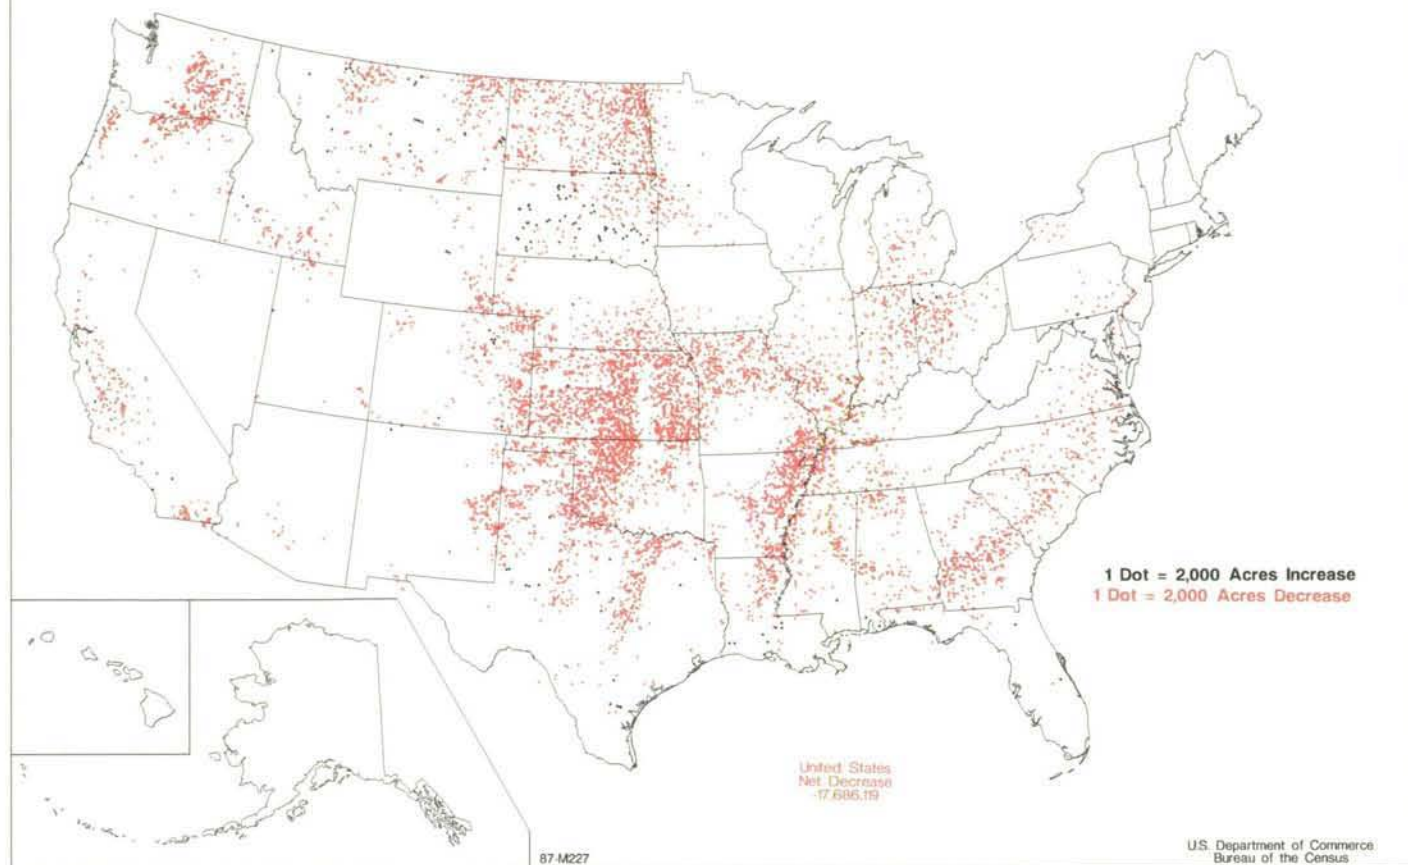 1 Dot = 2,000 Acres Increase
1 Dot = 2,000 Acres Decrease
United States
Net Decrease
-17,686,119
87-M227
U.S. Department of Commerce
Bureau of the Census